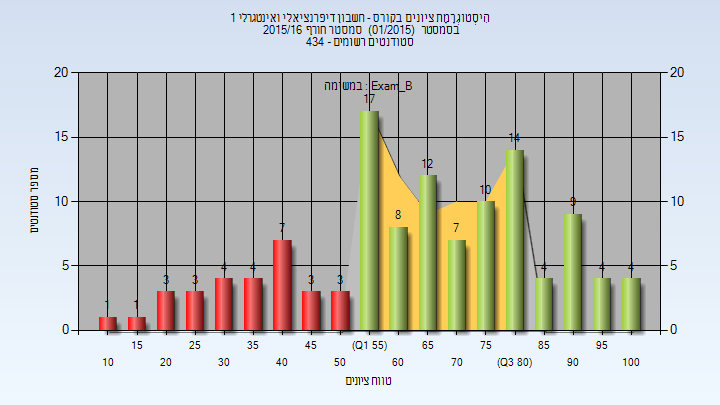 היסטוגרמת ציונים בקורס - חשבון דיפרנציאלי ואינטגרלי 1
בסמסטר (01/2015) סמסטר חורף 2015/16
סטודנטים רשומים - 434
במשימה : Exam_B
מספר סטודנטים
20 20
15 15
10 10
5 5
0 0
1 1 3 3 4 4 7 3 3 17 8 12 7 10 14 4 9 4 4
15 25 35 45 (Q1 55) 65 75 85 95
10 20 30 40 50 60 70 (Q3 80) 90 100
טווח ציונים